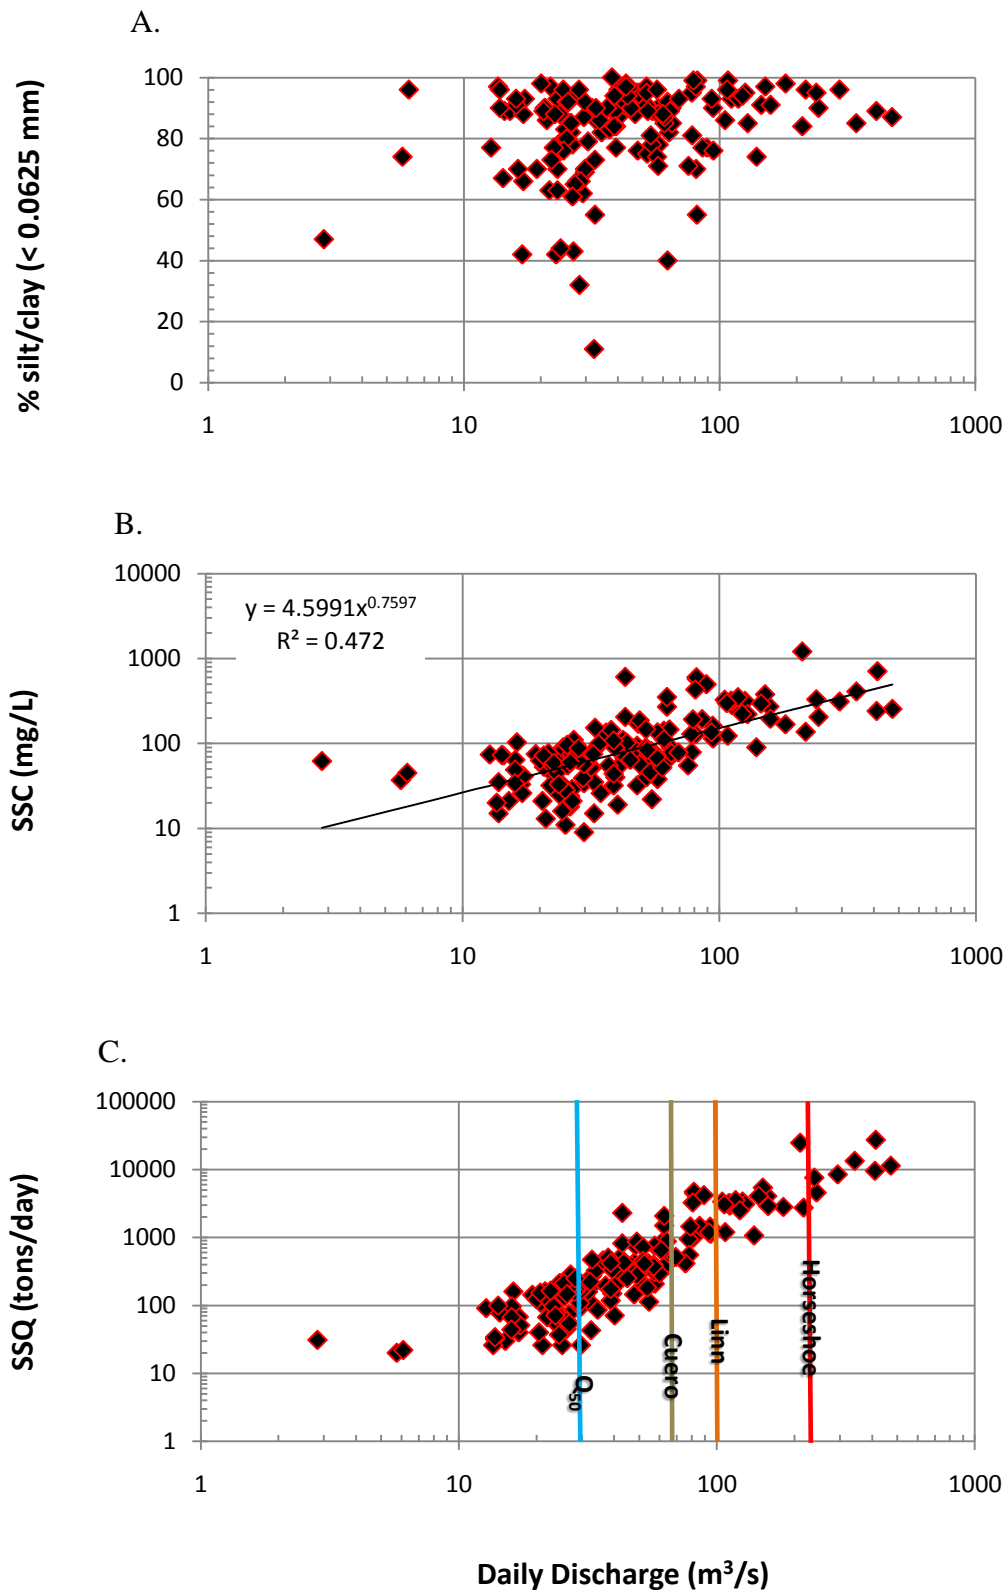 A.
% silt/clay (< 0.0625 mm)
100
80
60
40
20
0
1 10 100 1000
B.
SSC (mg/L)
10000
1000
100
10
1
y = 4.5991x^0.7597
R² = 0.472
1 10 100 1000
C.
SSQ (tons/day)
100000
10000
1000
100
10
1
Q50
Cuero
Linn
Horseshoe
1 10 100 1000
Daily Discharge (m³/s)